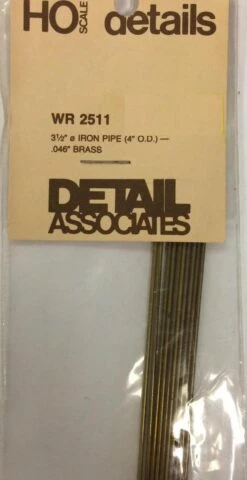 HO SCALE details
WR 2511
3½" ø IRON PIPE (4" O.D.) —
.046" BRASS
DETAIL
ASSOCIATES